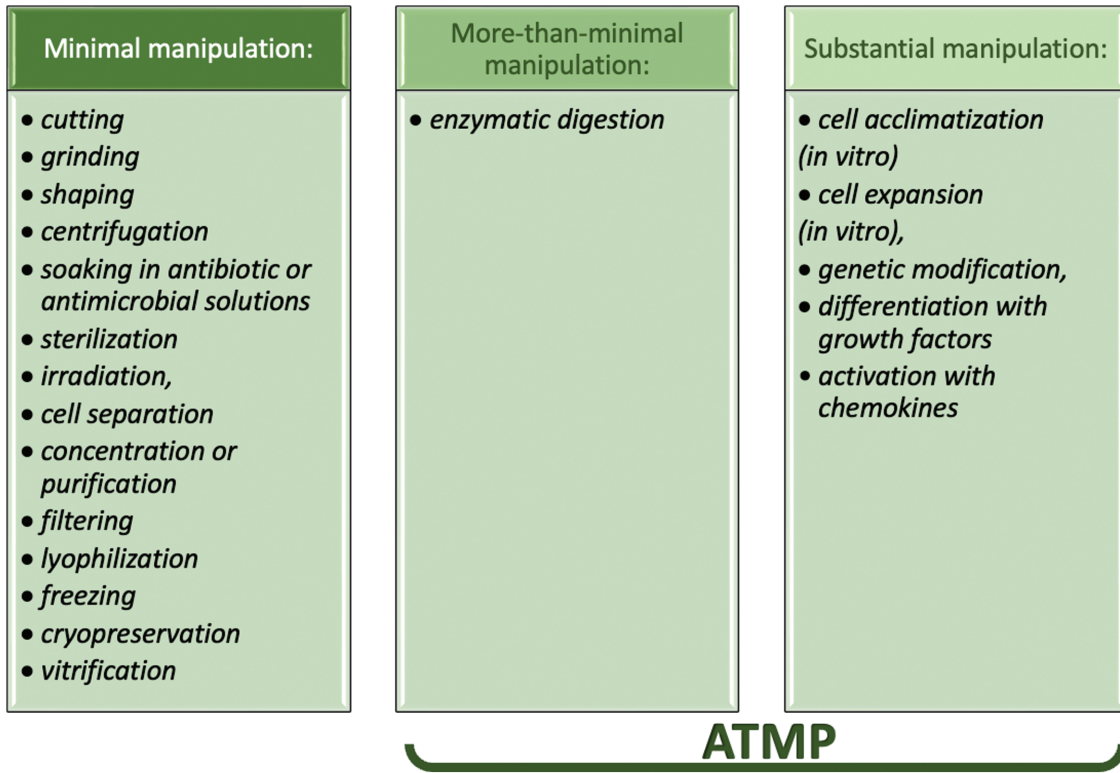 Minimal manipulation:
• cutting
• grinding
• shaping
• centrifugation
• soaking in antibiotic or
antimicrobial solutions
• sterilization
• irradiation,
• cell separation
• concentration or
purification
• filtering
• lyophilization
• freezing
• cryopreservation
• vitrification
More-than-minimal
manipulation:
• enzymatic digestion
Substantial manipulation:
• cell acclimatization
(in vitro)
• cell expansion
(in vitro),
• genetic modification,
• differentiation with
growth factors
• activation with
chemokines
ATMP